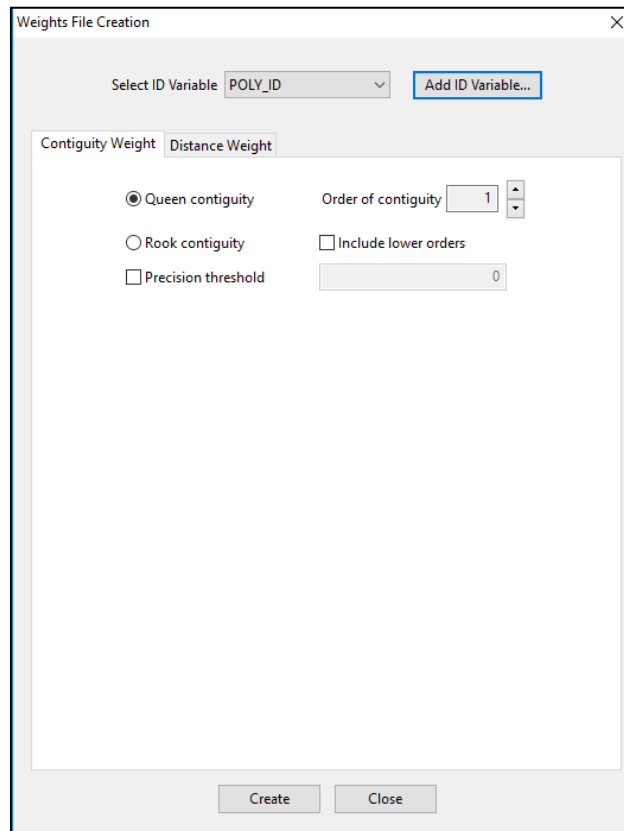 Weights File Creation
Select ID Variable POLY_ID Add ID Variable...
Contiguity Weight Distance Weight
Queen contiguity Order of contiguity 1
Rook contiguity Include lower orders
Precision threshold 0
Create Close